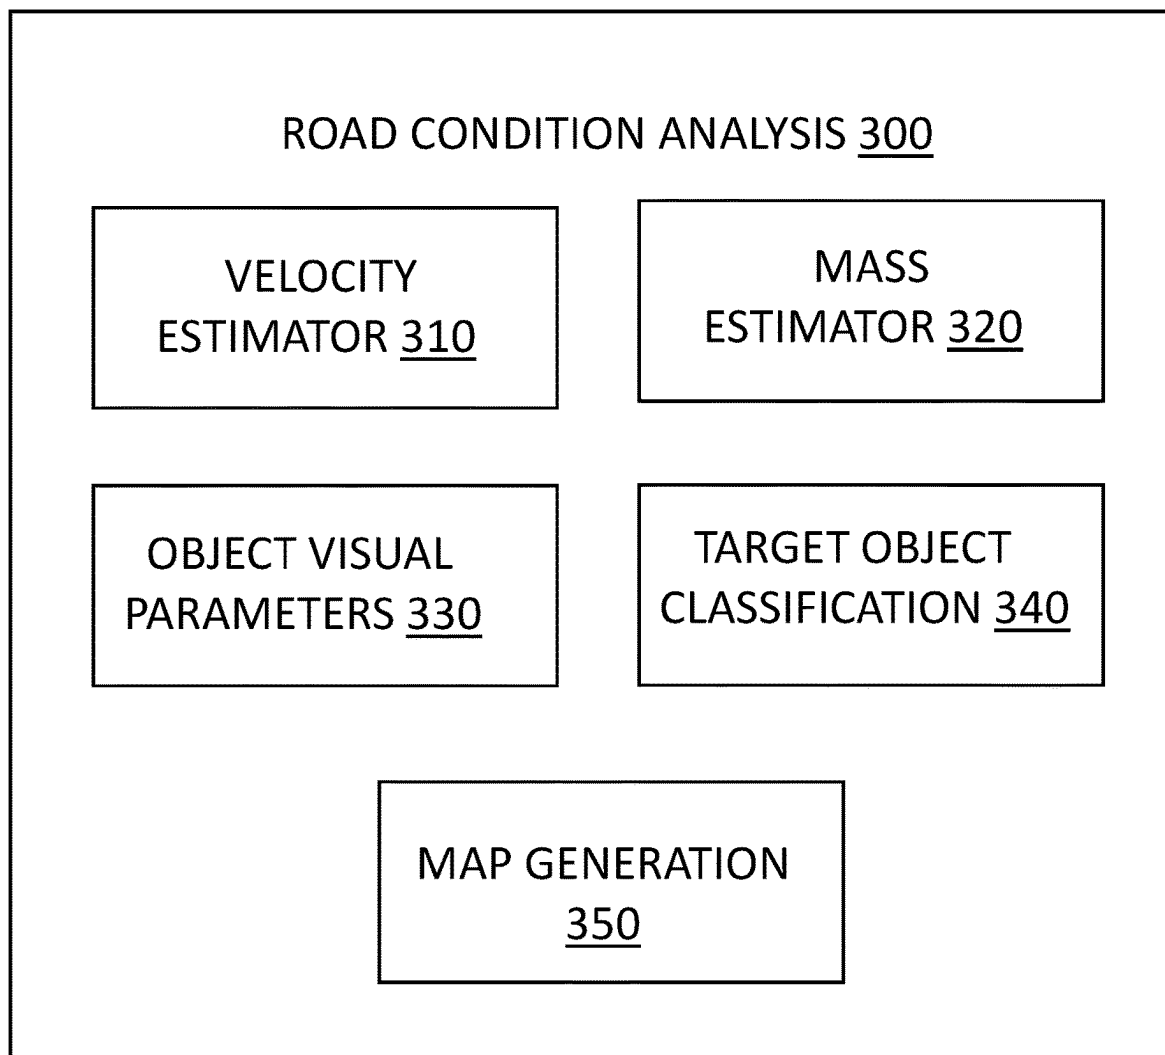 ROAD CONDITION ANALYSIS 300
VELOCITY
ESTIMATOR 310
MASS
ESTIMATOR 320
OBJECT VISUAL
PARAMETERS 330
TARGET OBJECT
CLASSIFICATION 340
MAP GENERATION
350